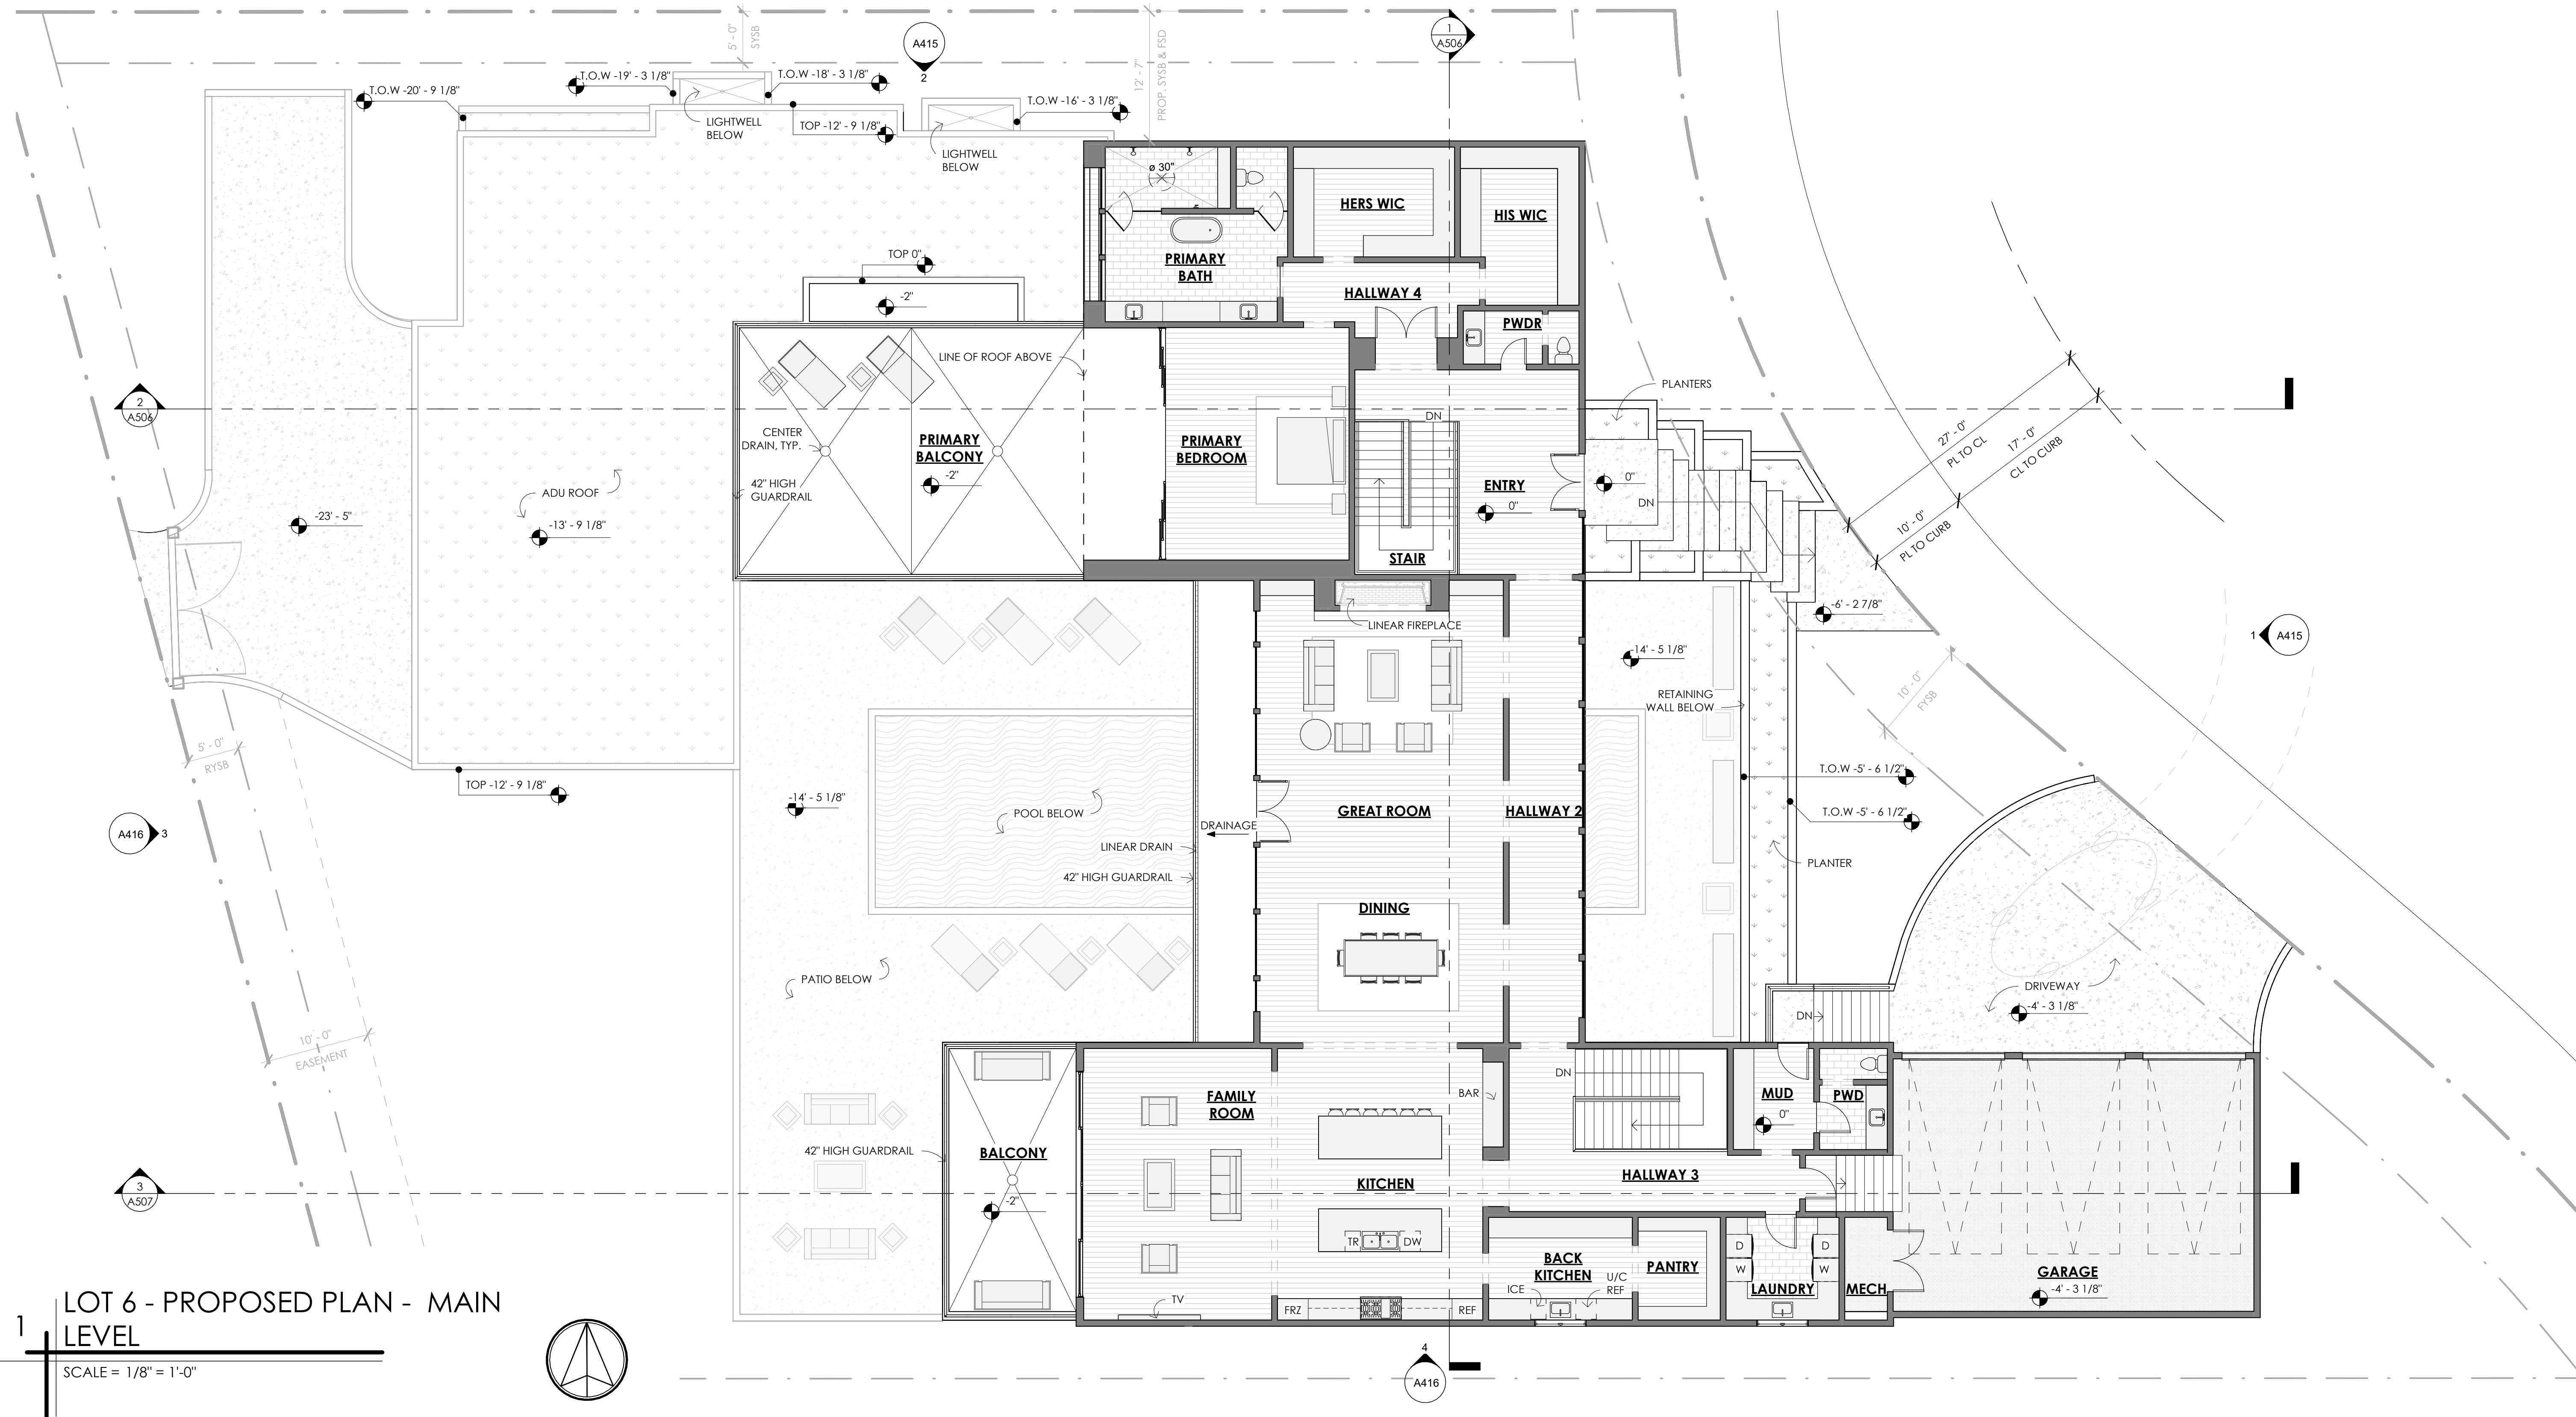 5' - 0"
SYSB
A415
2
1
A506
12' - 7"
PROP. SYSB & FSD
T.O.W -19' - 3 1/8"
T.O.W -18' - 3 1/8"
T.O.W -20' - 9 1/8"
T.O.W -16' - 3 1/8"
LIGHTWELL
BELOW
TOP -12' - 9 1/8"
LIGHTWELL
BELOW
ø 30"
HERS WIC
HIS WIC
PRIMARY
BATH
TOP 0"
-2"
HALLWAY 4
PWDR
LINE OF ROOF ABOVE
PLANTERS
2
A506
DN
CENTER
DRAIN, TYP.
PRIMARY
BALCONY
-2"
PRIMARY
BEDROOM
27' - 0"
PL TO CL
17' - 0"
CL TO CURB
42" HIGH
GUARDRAIL
ENTRY
0"
0"
DN
ADU ROOF
-13' - 9 1/8"
-23' - 5"
10' - 0"
PL TO CURB
STAIR
-6' - 2 7/8"
LINEAR FIREPLACE
1
A415
-14' - 5 1/8"
10' - 0"
FYSB
RETAINING
WALL BELOW
5' - 0"
RYSB
T.O.W -5' - 6 1/2"
TOP -12' - 9 1/8"
-14' - 5 1/8"
POOL BELOW
GREAT ROOM
HALLWAY 2
T.O.W -5' - 6 1/2"
DRAINAGE
A416
3
LINEAR DRAIN
PLANTER
42" HIGH GUARDRAIL
DINING
PATIO BELOW
DRIVEWAY
-4' - 3 1/8"
DN
10' - 0"
EASEMENT
DN
FAMILY
ROOM
BAR
MUD
0"
PWD
42" HIGH GUARDRAIL
BALCONY
-2"
3
A507
KITCHEN
HALLWAY 3
TR
DW
BACK
KITCHEN
PANTRY
D
D
W
W
ICE
U/C
REF
LAUNDRY
MECH
GARAGE
-4' - 3 1/8"
TV
FRZ
REF
1
LOT 6 - PROPOSED PLAN - MAIN
LEVEL
SCALE = 1/8" = 1'-0"
4
A416